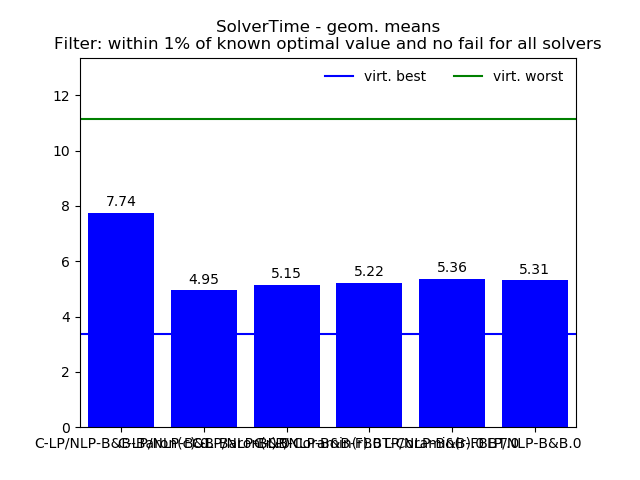 SolverTime - geom. means
Filter: within 1% of known optimal value and no fail for all solvers
virt. best
virt. worst
12
10
8
6
4
2
0
7.74
4.95
5.15
5.22
5.36
5.31
C-LP/NLP-B&B